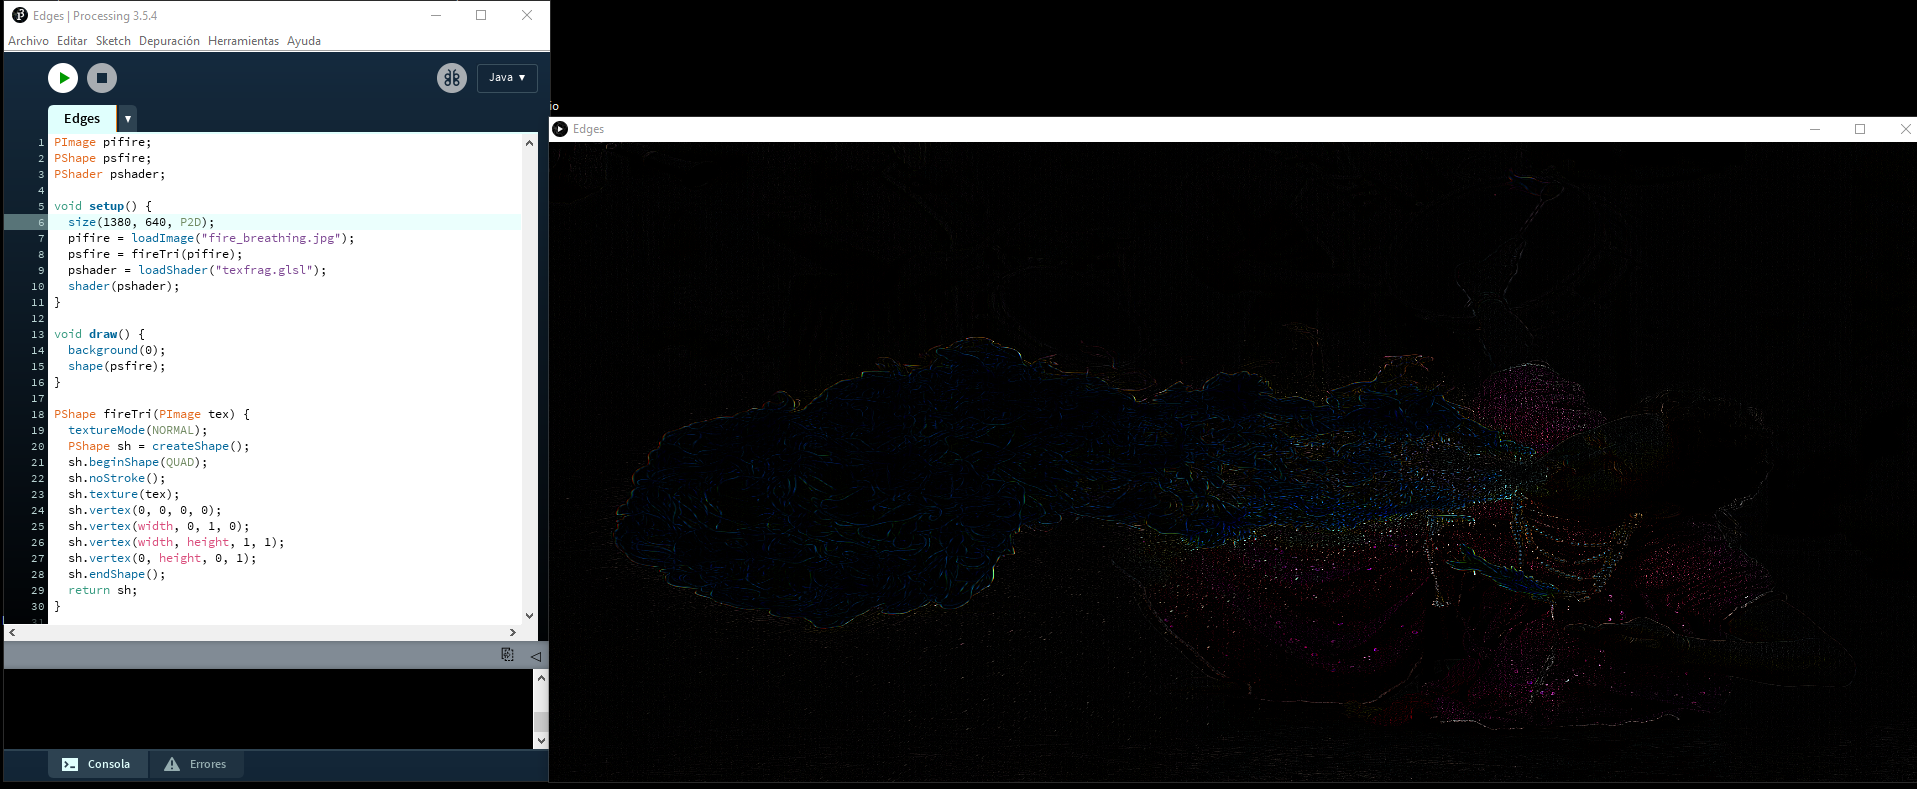 Edges | Processing 3.5.4
Archivo Editar Sketch Depuración Herramientas Ayuda
Java ▼
Edges ▼
1 PImage pifire;
2 PShape psfire;
3 PShader pshader;
4
5 void setup() {
6 size(1380, 640, P2D);
7 pifire = loadImage("fire_breathing.jpg");
8 psfire = fireTri(pifire);
9 pshader = loadShader("texfrag.glsl");
10 shader(pshader);
11 }
12
13 void draw() {
14 background(0);
15 shape(psfire);
16 }
17
18 PShape fireTri(PImage tex) {
19 textureMode(NORMAL);
20 PShape sh = createShape();
21 sh.beginShape(QUAD);
22 sh.noStroke();
23 sh.texture(tex);
24 sh.vertex(0, 0, 0, 0);
25 sh.vertex(width, 0, 1, 0);
26 sh.vertex(width, height, 1, 1);
27 sh.vertex(0, height, 0, 1);
28 sh.endShape();
29 return sh;
30 }
31
Consola Errores
io
Edges